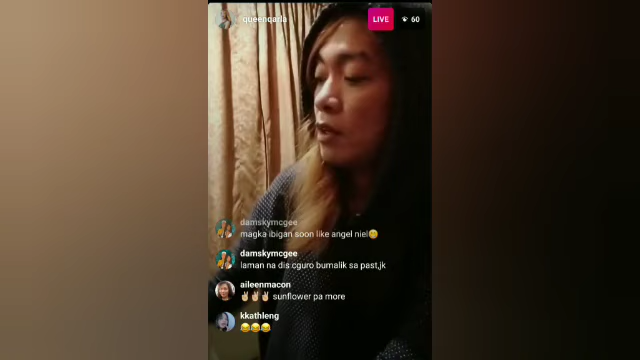 queenqarla
LIVE
60
damskymcgee
magka ibigan soon like angel niel😢
damskymcgee
laman na dis cguro bumalik sa past,jk
aileenmacon
✌🏼✌🏼✌🏼 sunflower pa more
kkathleng
😂😂😂